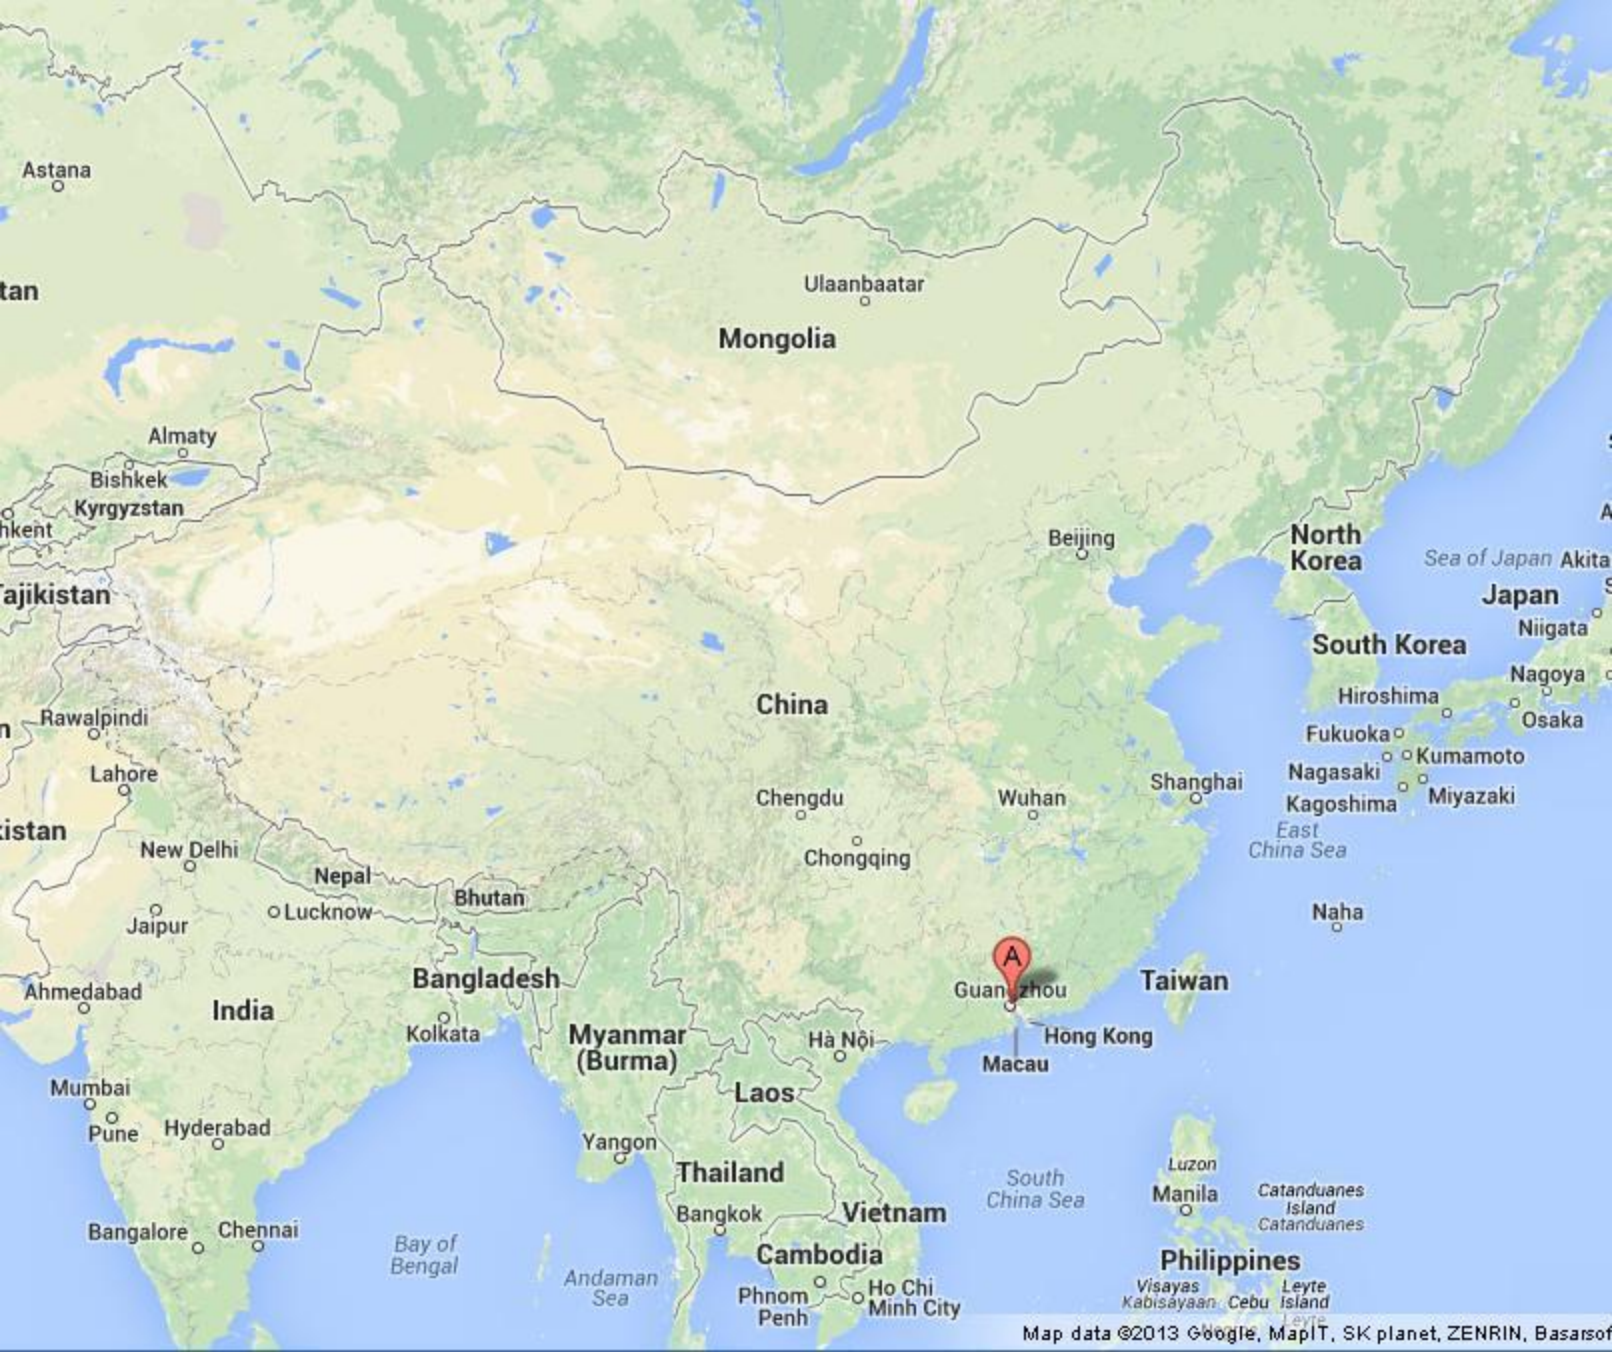 Astana
tan
Ulaanbaatar
Mongolia
Almaty
Bishkek
Kyrgyzstan
hkent
Tajikistan
Beijing
North
Korea
Sea of Japan
Akita
Japan
Niigata
South Korea
Nagoya
Hiroshima
Osaka
Fukuoka
Kumamoto
Nagasaki
Miyazaki
Kagoshima
China
Rawalpindi
n
Lahore
kistan
Chengdu
Wuhan
Shanghai
Chongqing
East
China Sea
New Delhi
Nepal
Bhutan
Lucknow
Jaipur
Naha
A
Guangzhou
Taiwan
Hong Kong
Macau
Bangladesh
Ahmedabad
India
Kolkata
Myanmar
(Burma)
Hà Nội
Laos
Mumbai
Pune
Hyderabad
Yangon
Thailand
Bangkok
Vietnam
South
China Sea
Luzon
Manila
Catanduanes
Island
Catanduanes
Bangalore
Chennai
Bay of
Bengal
Andaman
Sea
Cambodia
Phnom
Penh
Ho Chi
Minh City
Philippines
Visayas
Kabisayaan
Cebu
Leyte
Island
Leyte
Map data ©2013 Google, MapIT, SK planet, ZENRIN, Basarsof